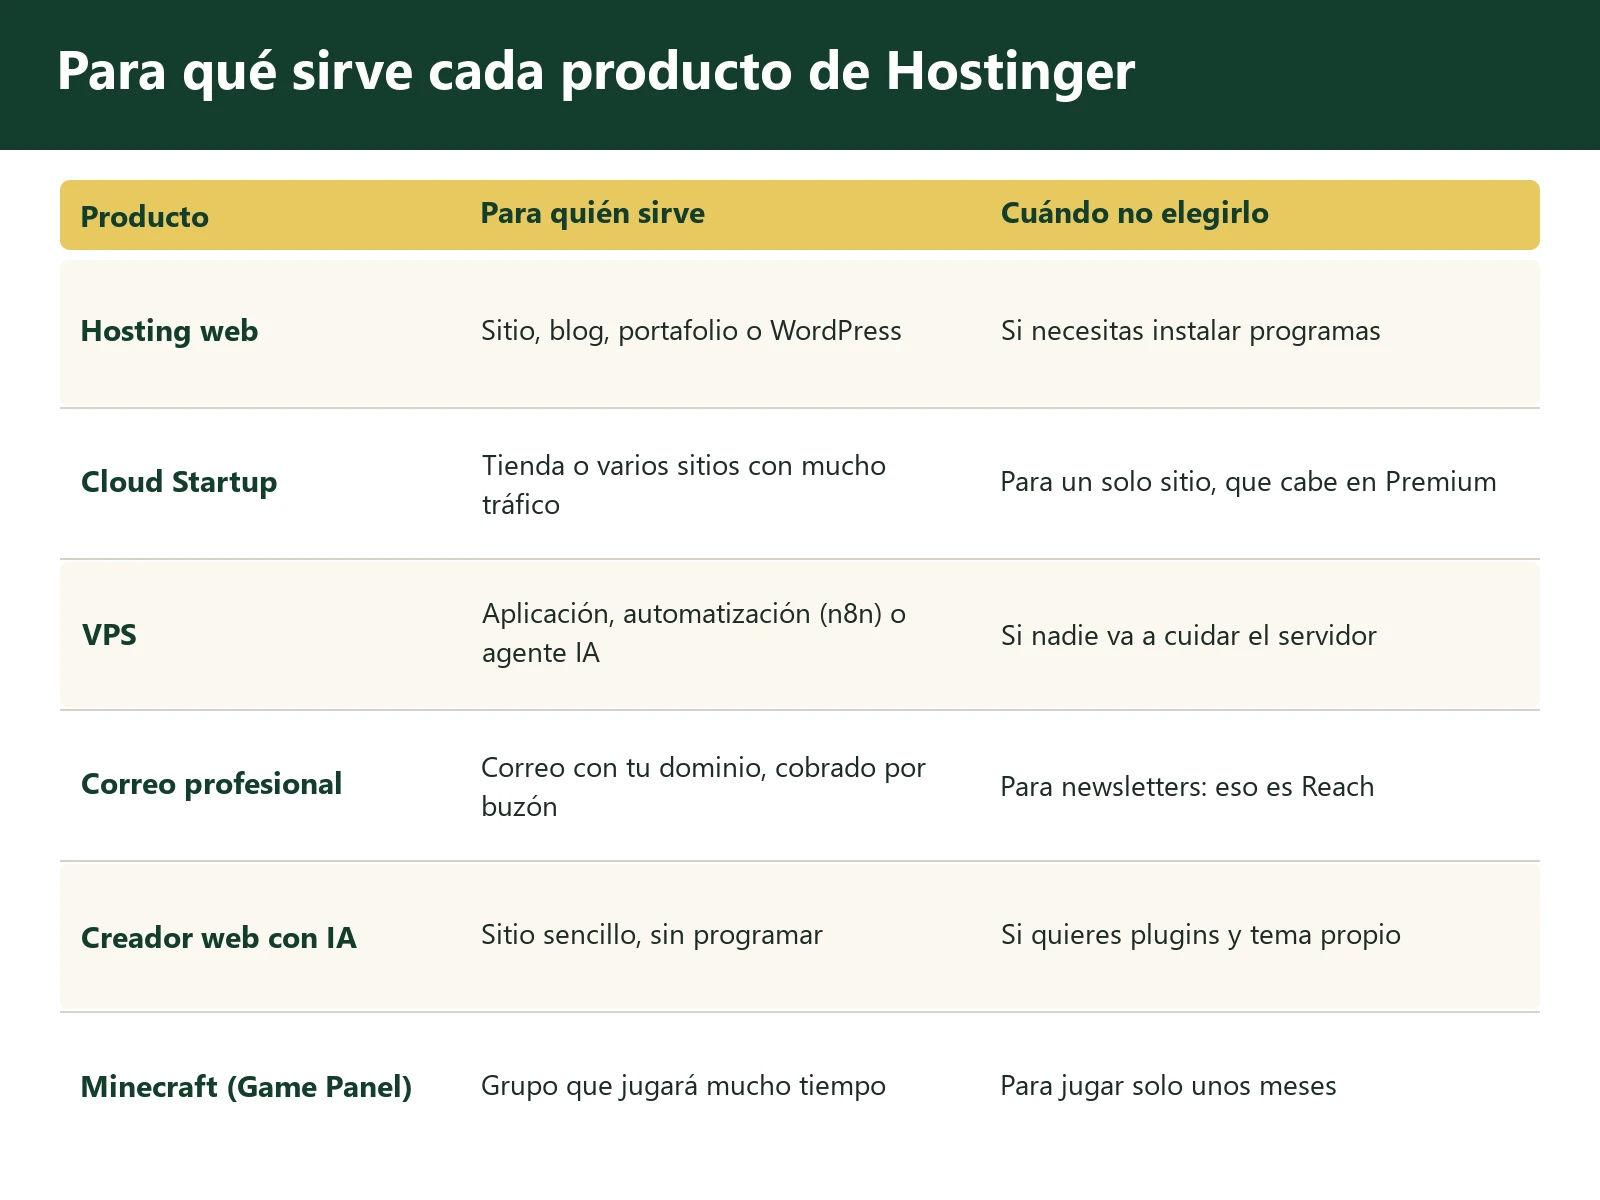 Para qué sirve cada producto de Hostinger
Producto
Para quién sirve
Cuándo no elegirlo
Hosting web
Sitio, blog, portafolio o WordPress
Si necesitas instalar programas
Cloud Startup
Tienda o varios sitios con mucho
tráfico
Para un solo sitio, que cabe en Premium
VPS
Aplicación, automatización (n8n) o
agente IA
Si nadie va a cuidar el servidor
Correo profesional
Correo con tu dominio, cobrado por
buzón
Para newsletters: eso es Reach
Creador web con IA
Sitio sencillo, sin programar
Si quieres plugins y tema propio
Minecraft (Game Panel)
Grupo que jugará mucho tiempo
Para jugar solo unos meses